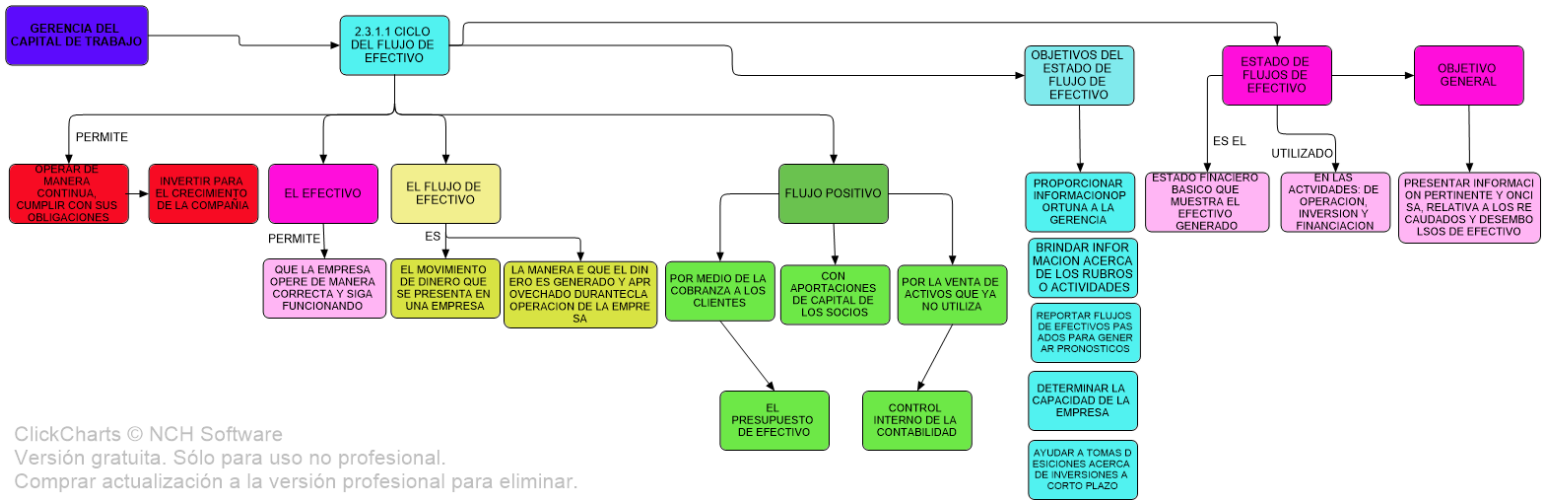 GERENCIA DEL
CAPITAL DE TRABAJO
2.3.1.1 CICLO
DEL FLUJO DE
EFECTIVO
OBJETIVOS DEL
ESTADO DE
FLUJO DE
EFECTIVO
ESTADO DE
FLUJOS DE
EFECTIVO
OBJETIVO
GENERAL
PERMITE
OPERAR DE
MANERA
CONTINUA,
CUMPLIR CON SUS
OBLIGACIONES
INVERTIR PARA
EL CRECIMIENTO
DE LA COMPAÑIA
EL EFECTIVO
EL FLUJO DE
EFECTIVO
FLUJO POSITIVO
PERMITE
ES
QUE LA EMPRESA
OPERE DE MANERA
CORRECTA Y SIGA
FUNCIONANDO
EL MOVIMIENTO
DE DINERO QUE
SE PRESENTA EN
UNA EMPRESA
LA MANERA E QUE EL DIN
ERO ES GENERADO Y APR
OVECHADO DURANTECLA
OPERACION DE LA EMPRE
SA
POR MEDIO DE LA
COBRANZA A LOS
CLIENTES
CON
APORTACIONES
DE CAPITAL DE
LOS SOCIOS
POR LA VENTA DE
ACTIVOS QUE YA
NO UTILIZA
EL
PRESUPUESTO
DE EFECTIVO
CONTROL
INTERNO DE LA
CONTABILIDAD
PROPORCIONAR
INFORMACIONOP
ORTUNA A LA
GERENCIA
BRINDAR INFOR
MACION ACERCA
DE LOS RUBROS
O ACTIVIDADES
REPORTAR FLUJOS
DE EFECTIVOS PAS
ADOS PARA GENER
AR PRONOSTICOS
DETERMINAR LA
CAPACIDAD DE LA
EMPRESA
AYUDAR A TOMAS D
ESICIONES ACERCA
DE INVERSIONES A
CORTO PLAZO
ES EL
UTILIZADO
ESTADO FINACIERO
BASICO QUE
MUESTRA EL
EFECTIVO
GENERADO
EN LAS
ACTVIDADES: DE
OPERACION,
INVERSION Y
FINANCIACION
PRESENTAR INFORMACI
ON PERTINENTE Y ONCI
SA, RELATIVA A LOS RE
CAUDADOS Y DESEMBO
LSOS DE EFECTIVO
ClickCharts © NCH Software
Versión gratuita. Sólo para uso no profesional.
Comprar actualización a la versión profesional para eliminar.